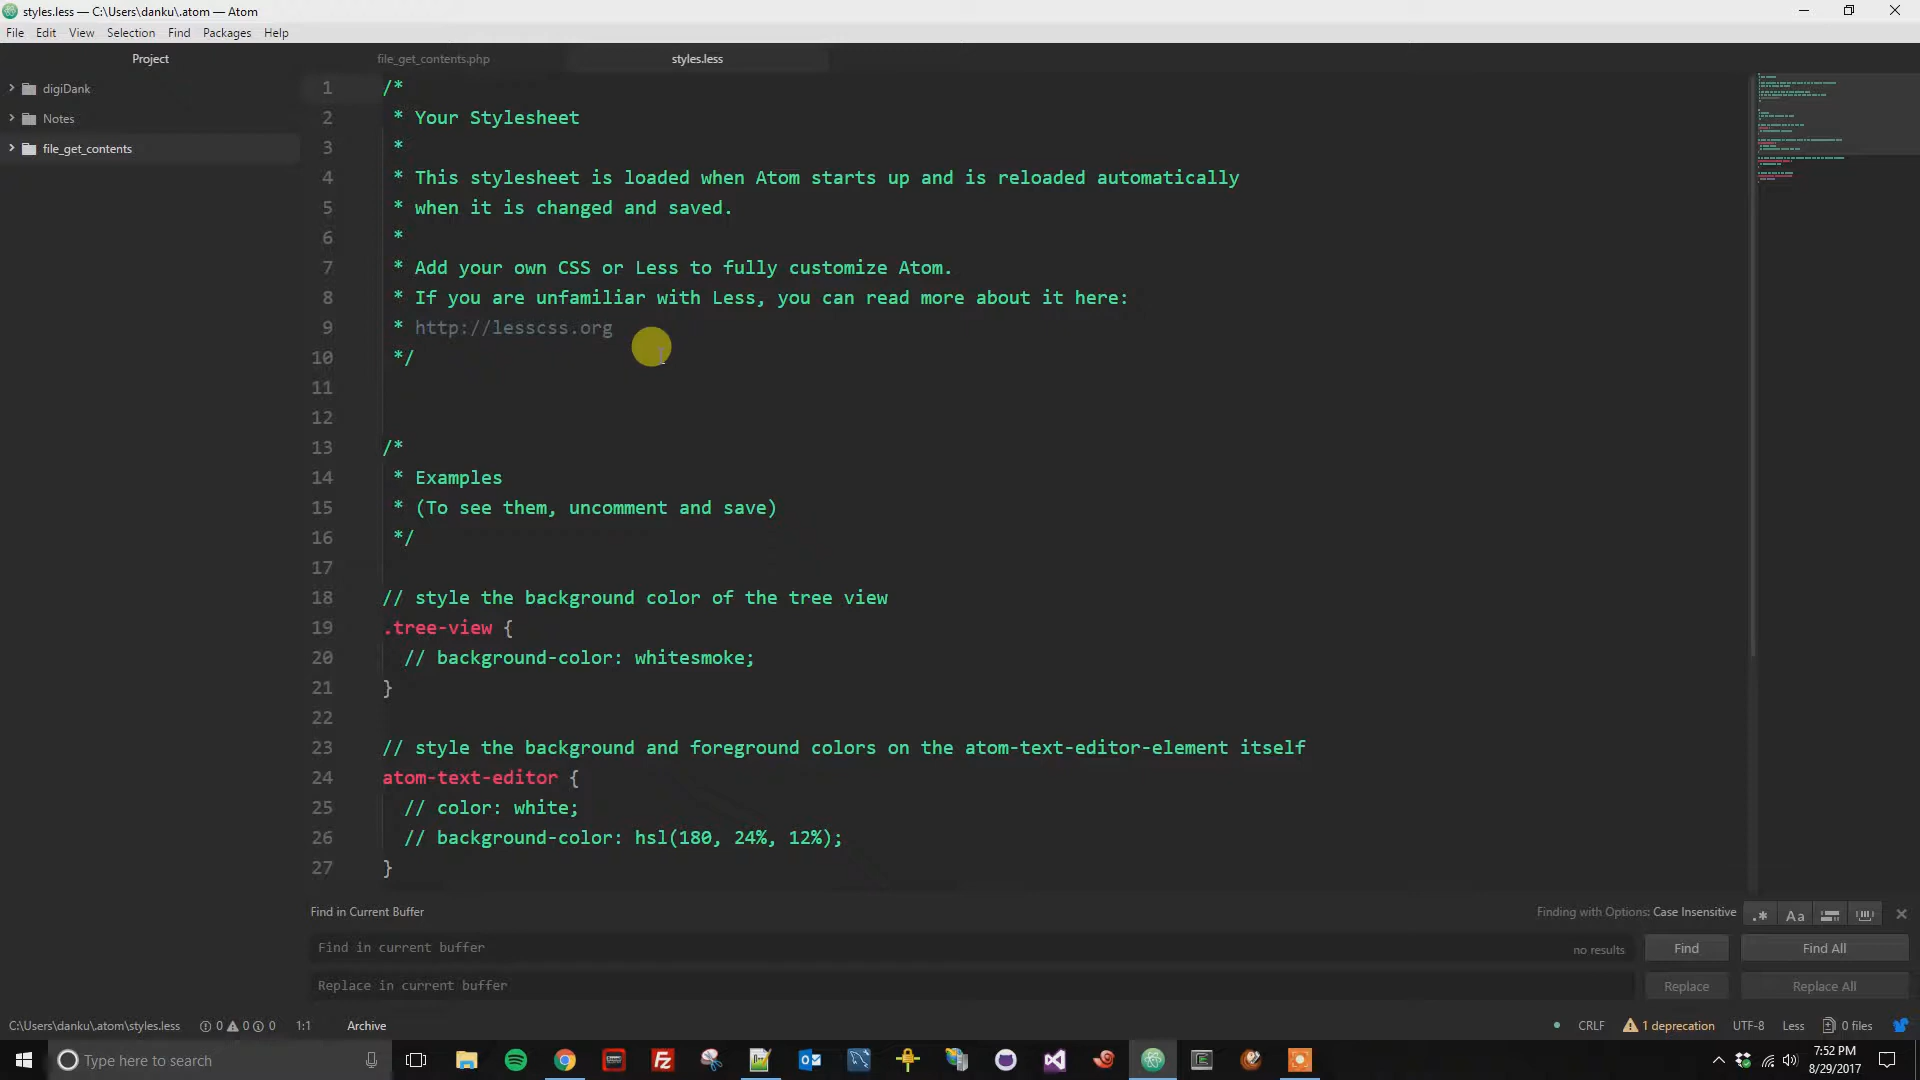 styles.less — C:\Users\danku\.atom — Atom
File Edit View Selection Find Packages Help
Project
file_get_contents.php
styles.less
digiDank
Notes
file_get_contents
1 /*
2 * Your Stylesheet
3 *
4 * This stylesheet is loaded when Atom starts up and is reloaded automatically
5 * when it is changed and saved.
6 *
7 * Add your own CSS or Less to fully customize Atom.
8 * If you are unfamiliar with Less, you can read more about it here:
9 * http://lesscss.org
10 */
11
12
13 /*
14 * Examples
15 * (To see them, uncomment and save)
16 */
17
18 // style the background color of the tree view
19 .tree-view {
20 // background-color: whitesmoke;
21 }
22
23 // style the background and foreground colors on the atom-text-editor-element itself
24 atom-text-editor {
25 // color: white;
26 // background-color: hsl(180, 24%, 12%);
27 }
Find in Current Buffer
Finding with Options: Case Insensitive
.* Aa
Find in current buffer
no results
Find
Find All
Replace in current buffer
Replace
Replace All
C:\Users\danku\.atom\styles.less 0 0 0 1:1 Archive
CRLF 1 deprecation UTF-8 Less 0 files
Type here to search
7:52 PM
8/29/2017